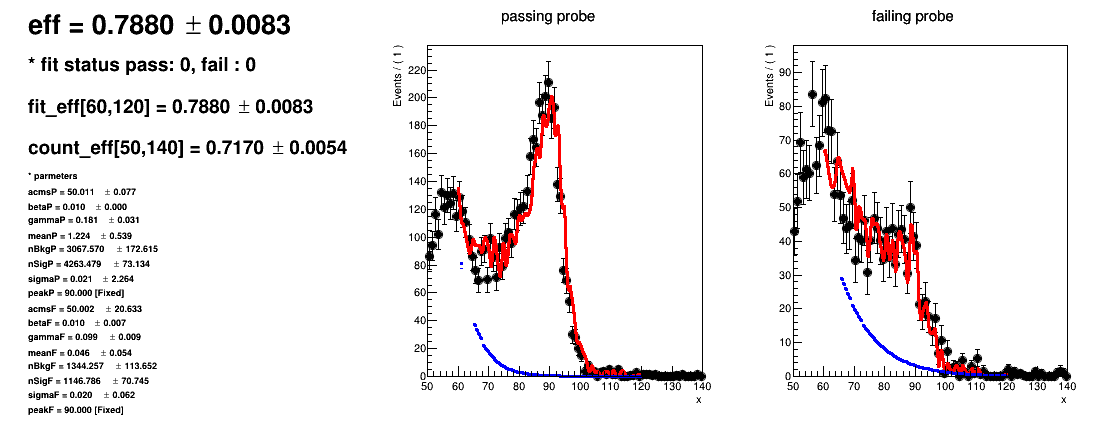 eff = 0.7880 ± 0.0083
* fit status pass: 0, fail : 0
fit_eff[60,120] = 0.7880 ± 0.0083
count_eff[50,140] = 0.7170 ± 0.0054
* parmeters
acmsP = 50.011 ± 0.077
betaP = 0.010 ± 0.000
gammaP = 0.181 ± 0.031
meanP = 1.224 ± 0.539
nBkgP = 3067.570 ± 172.615
nSigP = 4263.479 ± 73.134
sigmaP = 0.021 ± 2.264
peakP = 90.000 [Fixed]
acmsF = 50.002 ± 20.633
betaF = 0.010 ± 0.007
gammaF = 0.099 ± 0.009
meanF = 0.046 ± 0.054
nBkgF = 1344.257 ± 113.652
nSigF = 1146.786 ± 70.745
sigmaF = 0.020 ± 0.062
peakF = 90.000 [Fixed]
passing probe
Events / ( 1 )
220
200
180
160
140
120
100
80
60
40
20
0
50 60 70 80 90 100 110 120 130 140
x
failing probe
Events / ( 1 )
90
80
70
60
50
40
30
20
10
0
50 60 70 80 90 100 110 120 130 140
x